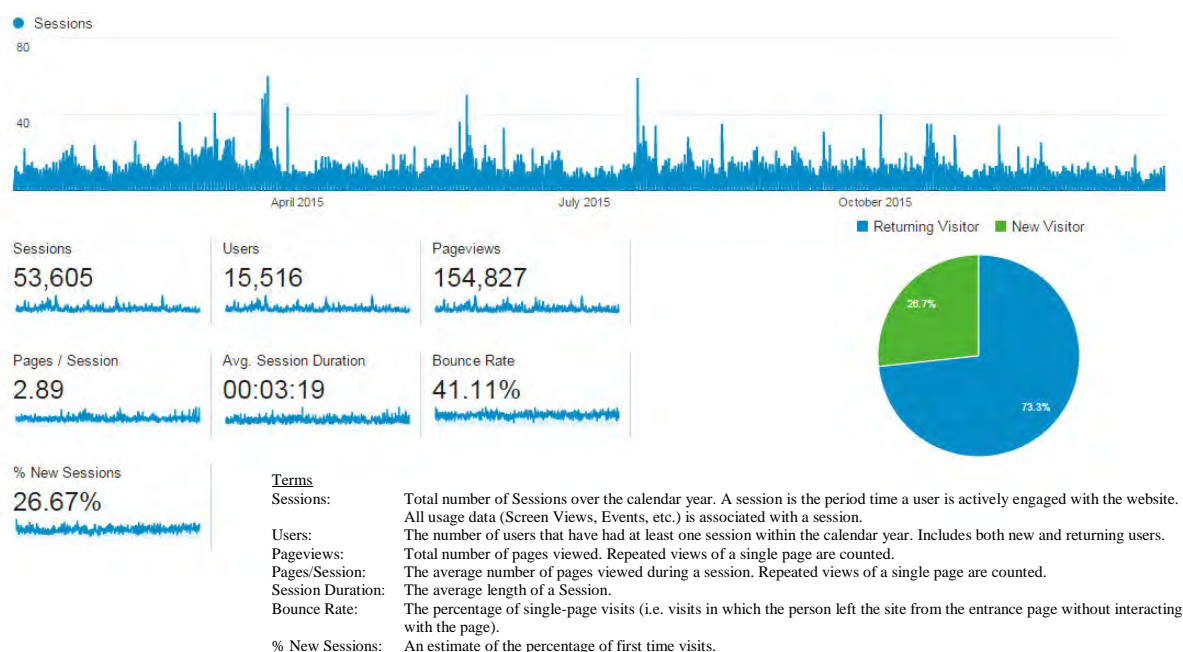 Sessions
80
40
April 2015
July 2015
October 2015
Returning Visitor
New Visitor
Sessions
Users
Pageviews
53,605
15,516
154,827
26.7%
73.3%
Pages / Session
Avg. Session Duration
Bounce Rate
2.89
00:03:19
41.11%
% New Sessions
26.67%
Terms
Sessions: Total number of Sessions over the calendar year. A session is the period time a user is actively engaged with the website.
All usage data (Screen Views, Events, etc.) is associated with a session.
Users: The number of users that have had at least one session within the calendar year. Includes both new and returning users.
Pageviews: Total number of pages viewed. Repeated views of a single page are counted.
Pages/Session: The average number of pages viewed during a session. Repeated views of a single page are counted.
Session Duration: The average length of a Session.
Bounce Rate: The percentage of single-page visits (i.e. visits in which the person left the site from the entrance page without interacting
with the page).
% New Sessions: An estimate of the percentage of first time visits.